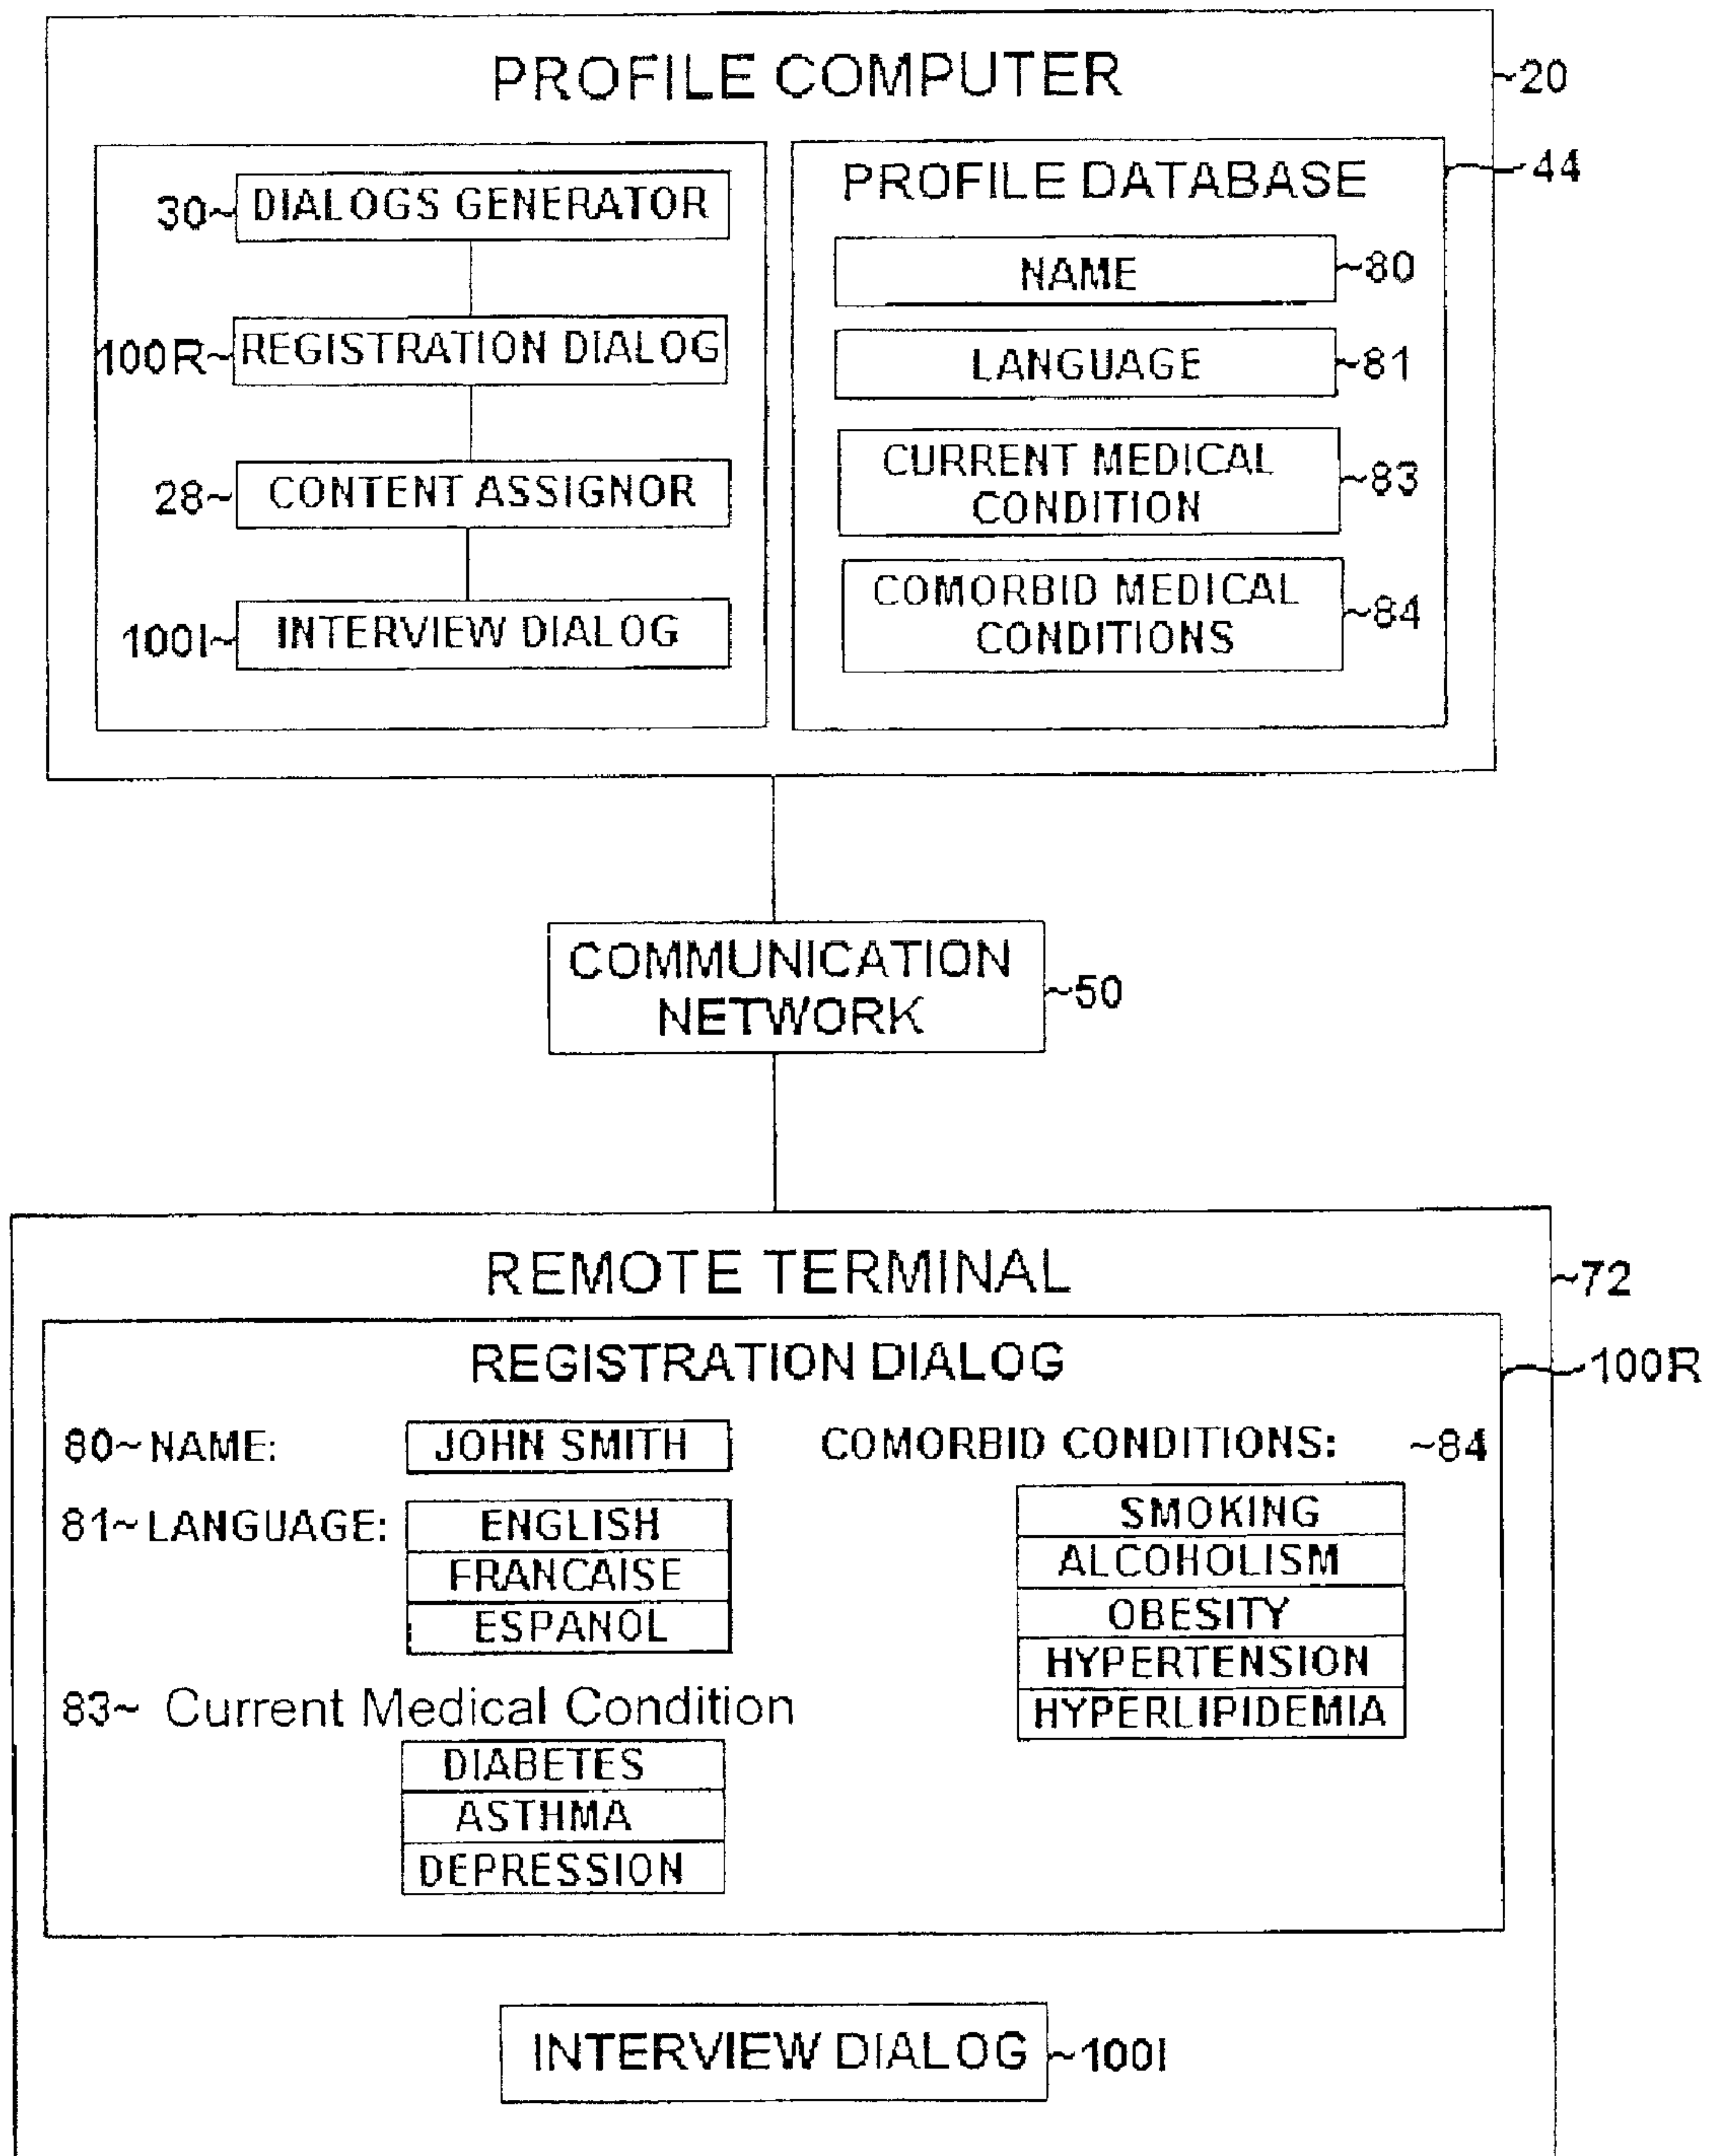 PROFILE COMPUTER
~20
30~ DIALOGS GENERATOR
100R~ REGISTRATION DIALOG
28~ CONTENT ASSIGNOR
100I~ INTERVIEW DIALOG
PROFILE DATABASE
44
NAME ~80
LANGUAGE ~81
CURRENT MEDICAL
CONDITION
~83
COMORBID MEDICAL
CONDITIONS
~84
COMMUNICATION
NETWORK
~50
REMOTE TERMINAL
~72
REGISTRATION DIALOG
100R
80~ NAME: JOHN SMITH
81~ LANGUAGE: ENGLISH
FRANCAISE
ESPANOL
83~ Current Medical Condition
DIABETES
ASTHMA
DEPRESSION
COMORBID CONDITIONS: ~84
SMOKING
ALCOHOLISM
OBESITY
HYPERTENSION
HYPERLIPIDEMIA
INTERVIEW DIALOG ~100I